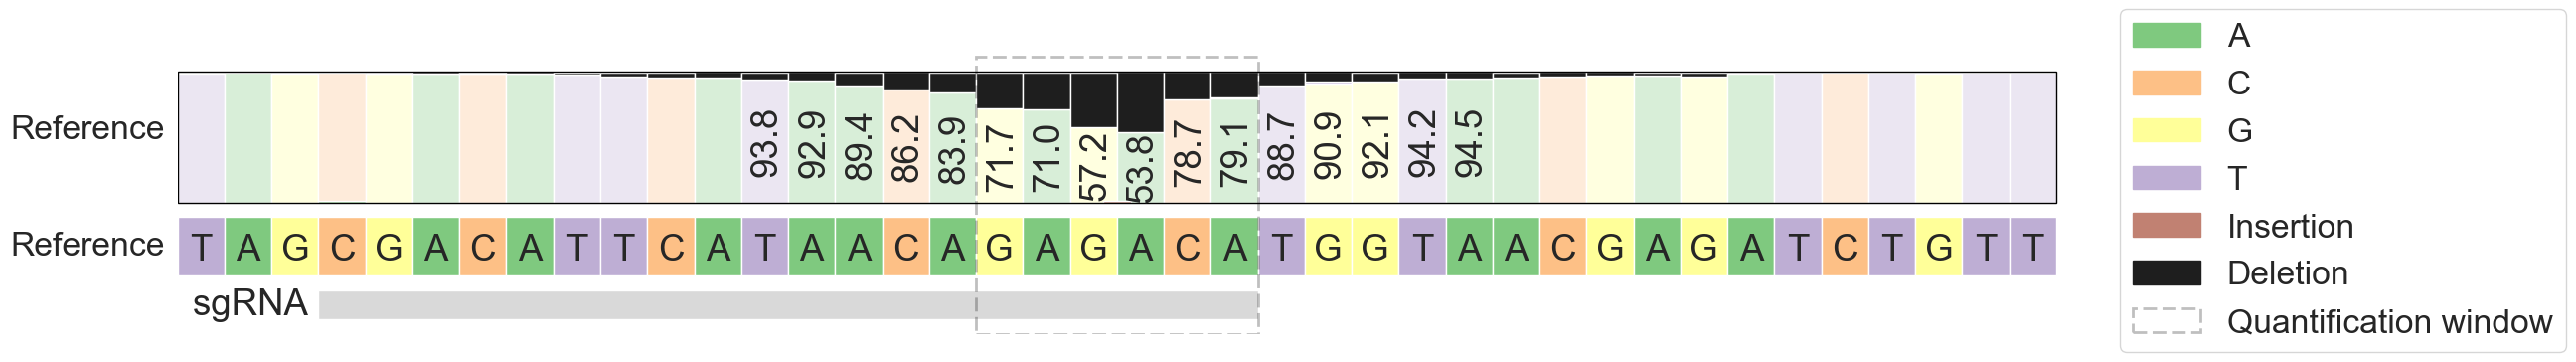 Reference
93.8 92.9 89.4 86.2 83.9 71.7 71.0 57.2 53.8 78.7 79.1 88.7 90.9 92.1 94.2 94.5
Reference T A G C G A C A T T C A T A A C A G A G A C A T G G T A A C G A G A T C T G T T
sgRNA
A
C
G
T
Insertion
Deletion
Quantification window